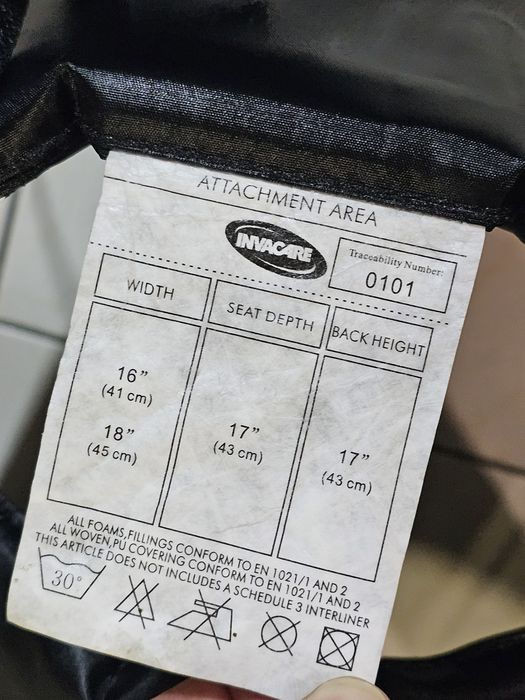 ATTACHMENT AREA
INVACARE
Traceability Number:
0101
WIDTH
SEAT DEPTH
BACK HEIGHT
16"
(41 cm)
18"
(45 cm)
17"
(43 cm)
17"
(43 cm)
ALL FOAMS,FILLINGS CONFORM TO EN 1021/1 AND 2
ALL WOVEN,PU COVERING CONFORM TO EN 1021/1 AND 2
THIS ARTICLE DOES NOT INCLUDES A SCHEDULE 3 INTERLINER
30°